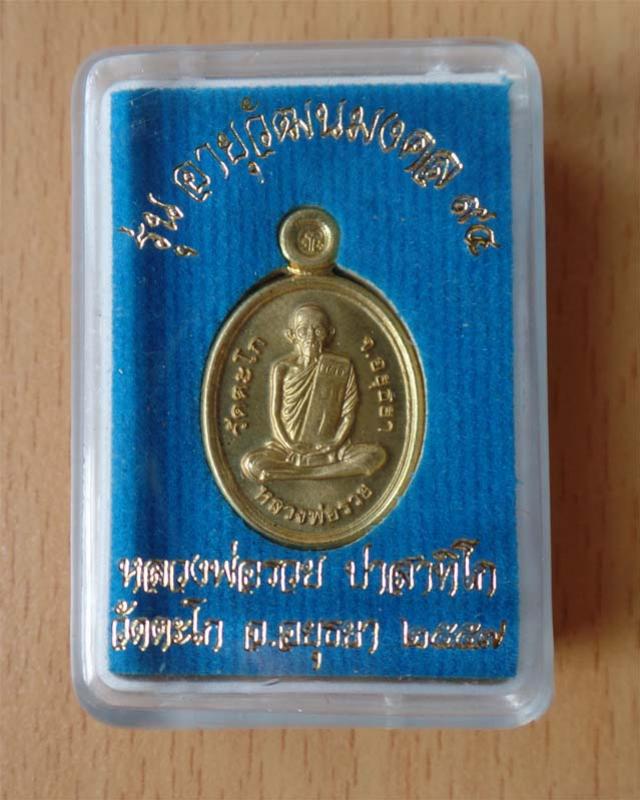 รุ่น อายุวัฒนมงคล ๙๔
วัดตะโก
จ.อยุธยา
หลวงพ่อรวย
หลวงพ่อรวย ปาสาทิโก
วัดตะโก จ.อยุธยา ๒๕๕๗